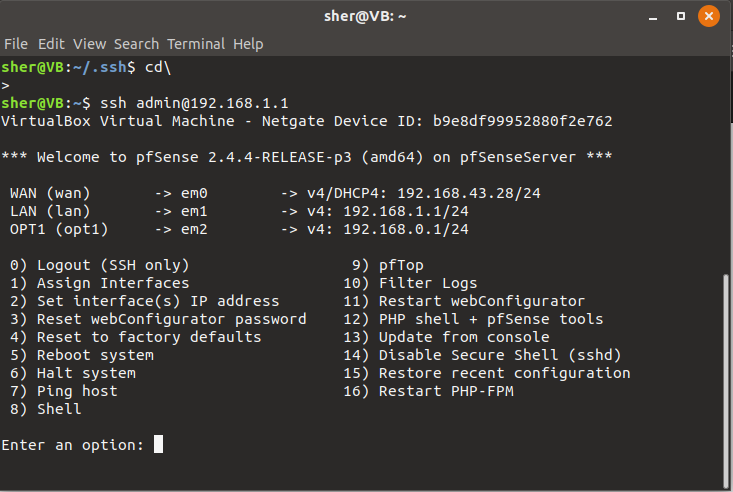 sher@VB: ~
File Edit View Search Terminal Help
sher@VB:~/.ssh$ cd\
>
sher@VB:~$ ssh admin@192.168.1.1
VirtualBox Virtual Machine - Netgate Device ID: b9e8df99952880f2e762
*** Welcome to pfSense 2.4.4-RELEASE-p3 (amd64) on pfSenseServer ***
WAN (wan) -> em0 -> v4/DHCP4: 192.168.43.28/24
LAN (lan) -> em1 -> v4: 192.168.1.1/24
OPT1 (opt1) -> em2 -> v4: 192.168.0.1/24
0) Logout (SSH only) 9) pfTop
1) Assign Interfaces 10) Filter Logs
2) Set interface(s) IP address 11) Restart webConfigurator
3) Reset webConfigurator password 12) PHP shell + pfSense tools
4) Reset to factory defaults 13) Update from console
5) Reboot system 14) Disable Secure Shell (sshd)
6) Halt system 15) Restore recent configuration
7) Ping host 16) Restart PHP-FPM
8) Shell
Enter an option: